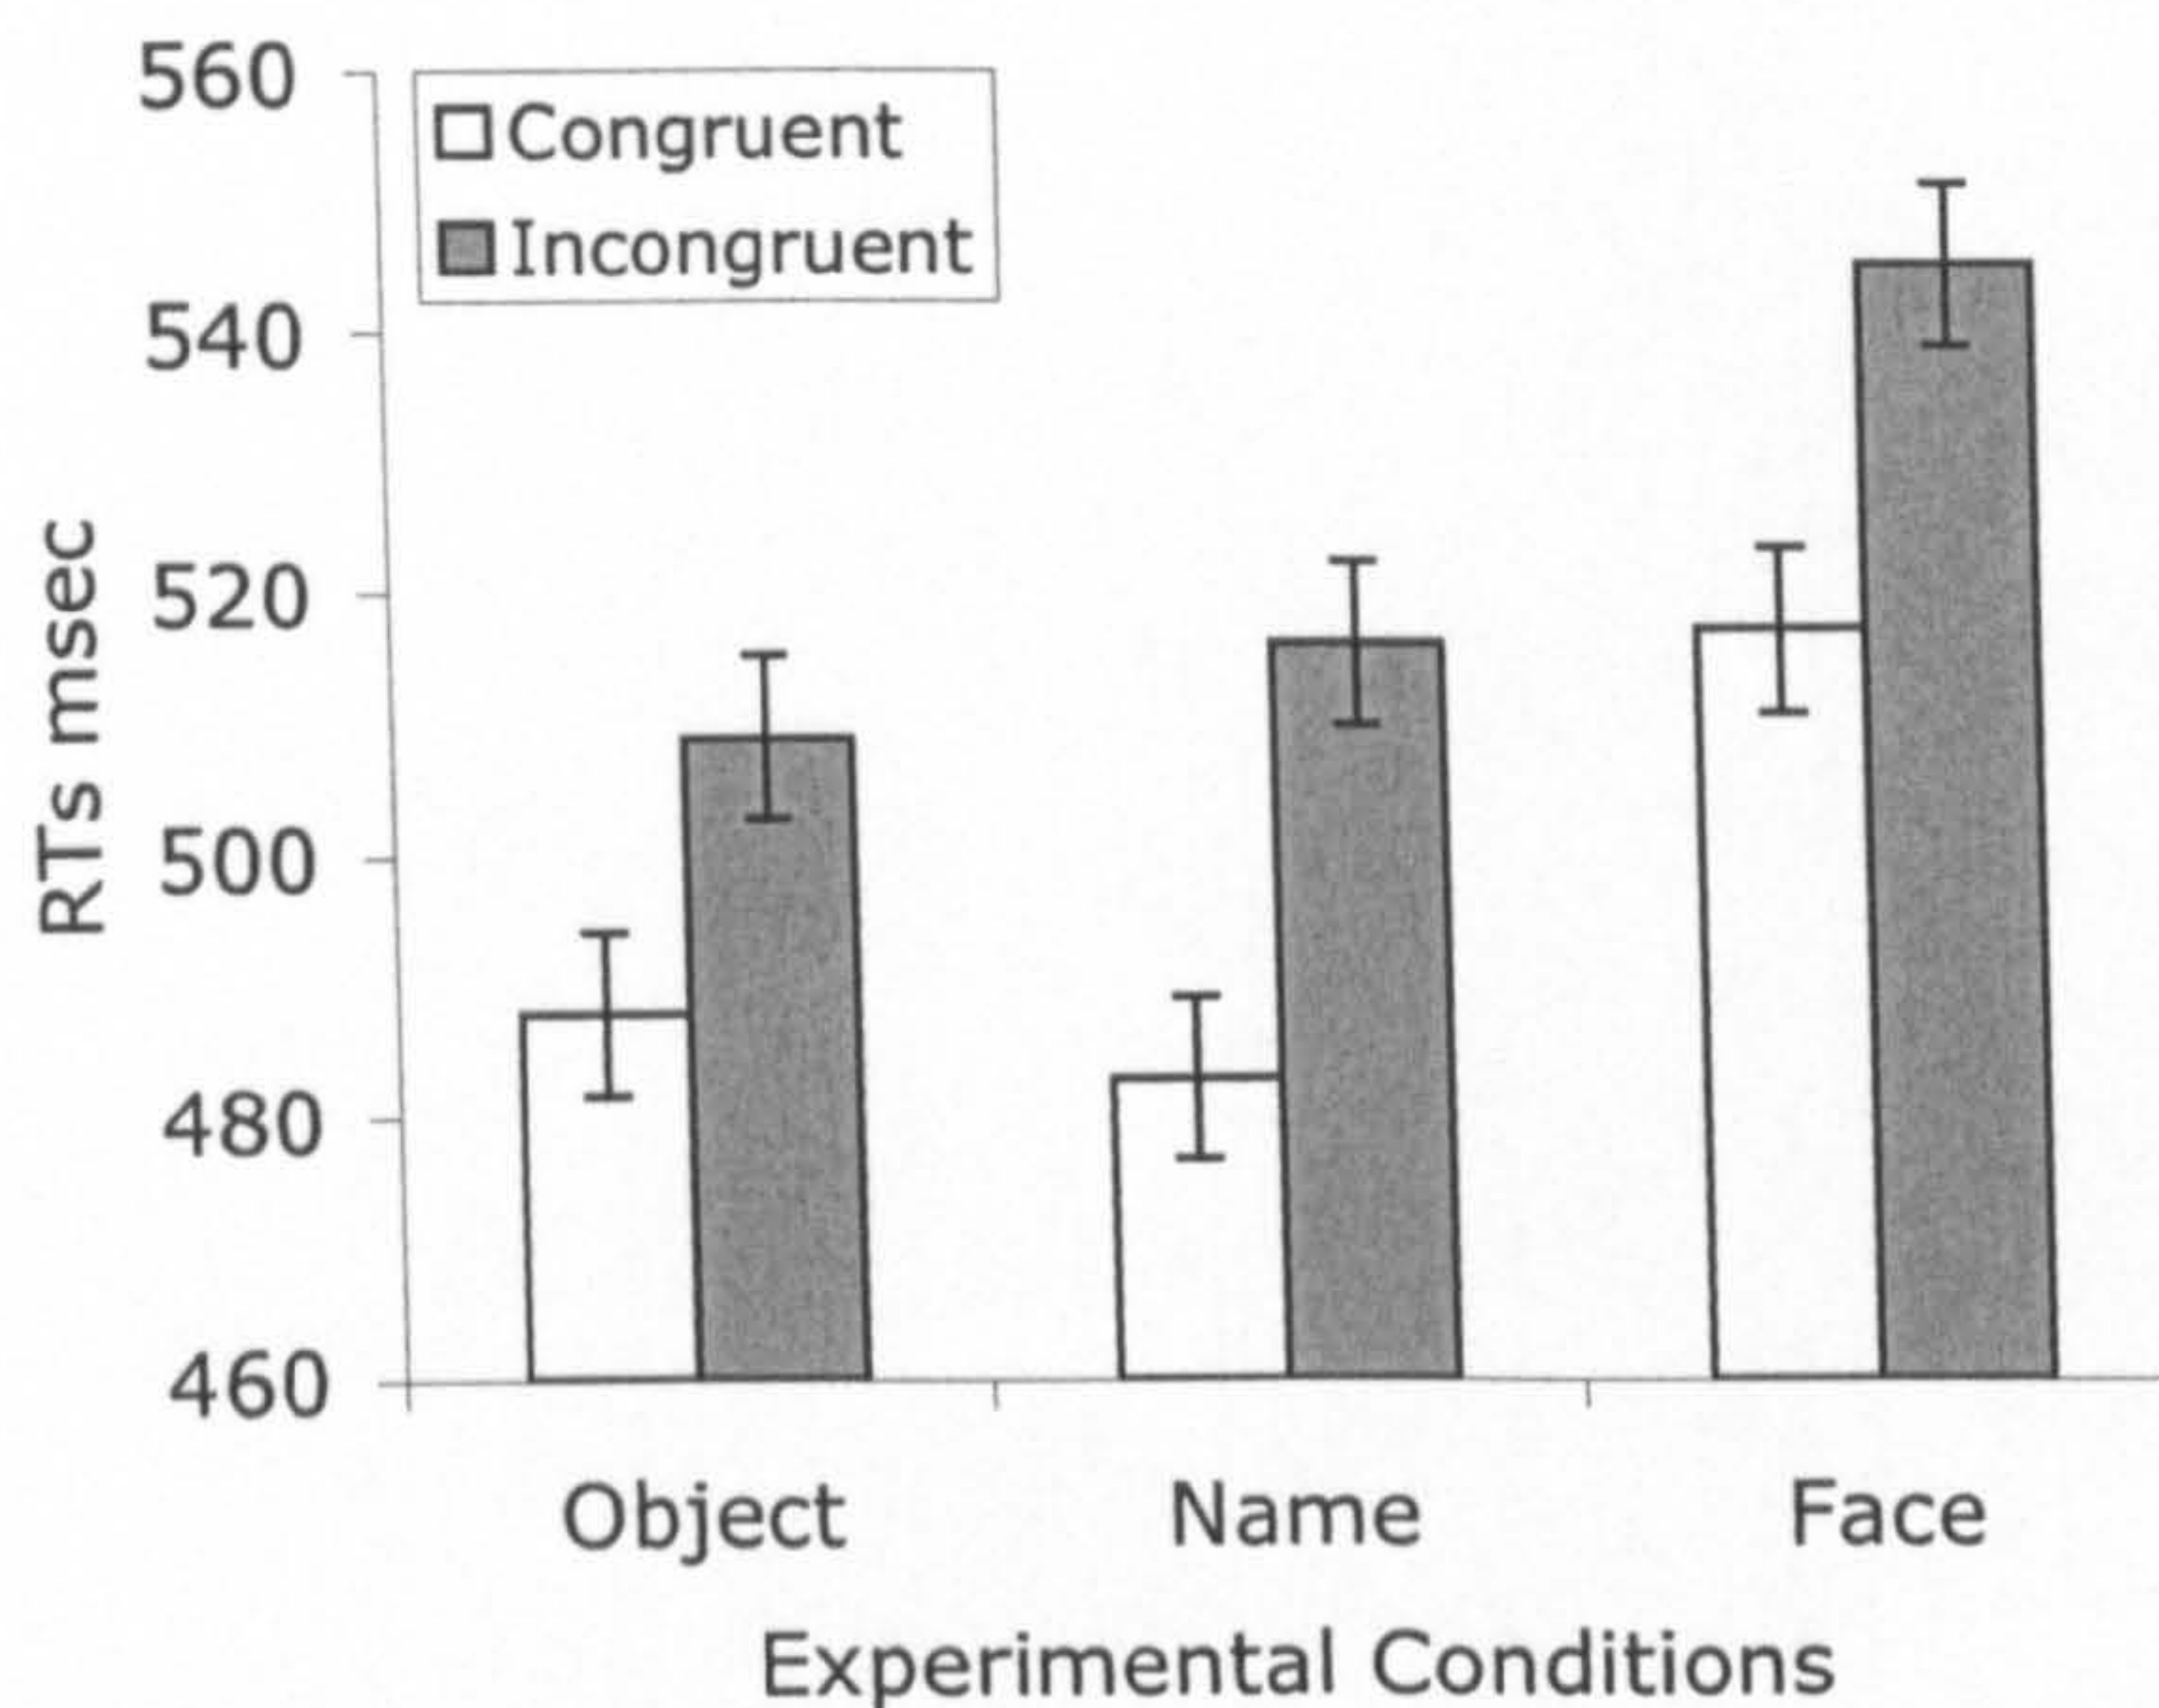 560
540
520
500
480
460
RTs msec
Congruent
Incongruent
Object Name Face
Experimental Conditions